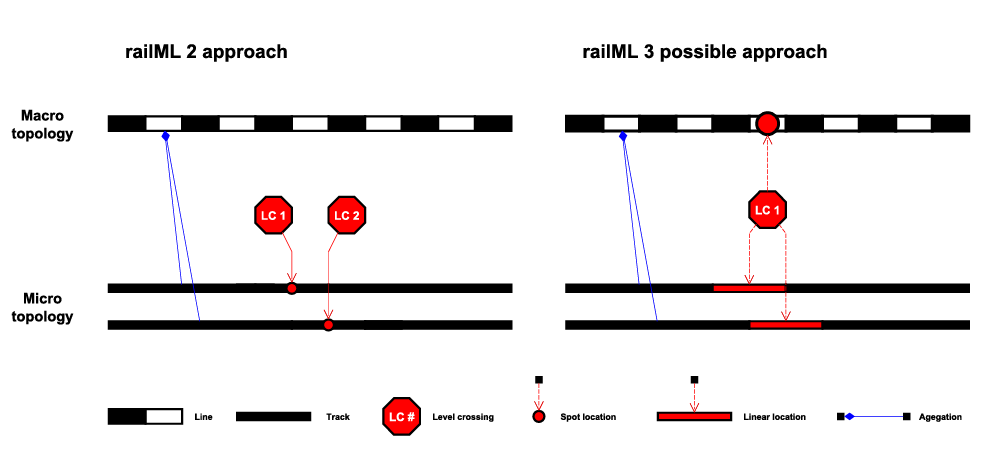 railML 2 approach
railML 3 possible approach
Macro
topology
LC 1
LC 2
LC 1
Micro
topology
Line
Track
LC #
Level crossing
Spot location
Linear location
Agegation